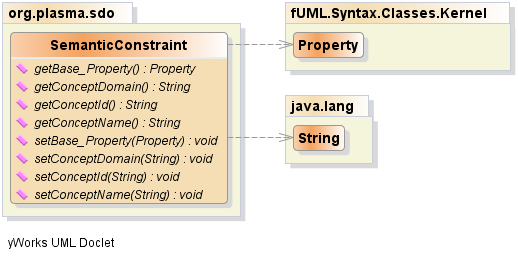 org.plasma.sdo
SemanticConstraint
getBase_Property() : Property
getConceptDomain() : String
getConceptId() : String
getConceptName() : String
setBase_Property(Property) : void
setConceptDomain(String) : void
setConceptId(String) : void
setConceptName(String) : void
fUML.Syntax.Classes.Kernel
Property
java.lang
String
yWorks UML Doclet